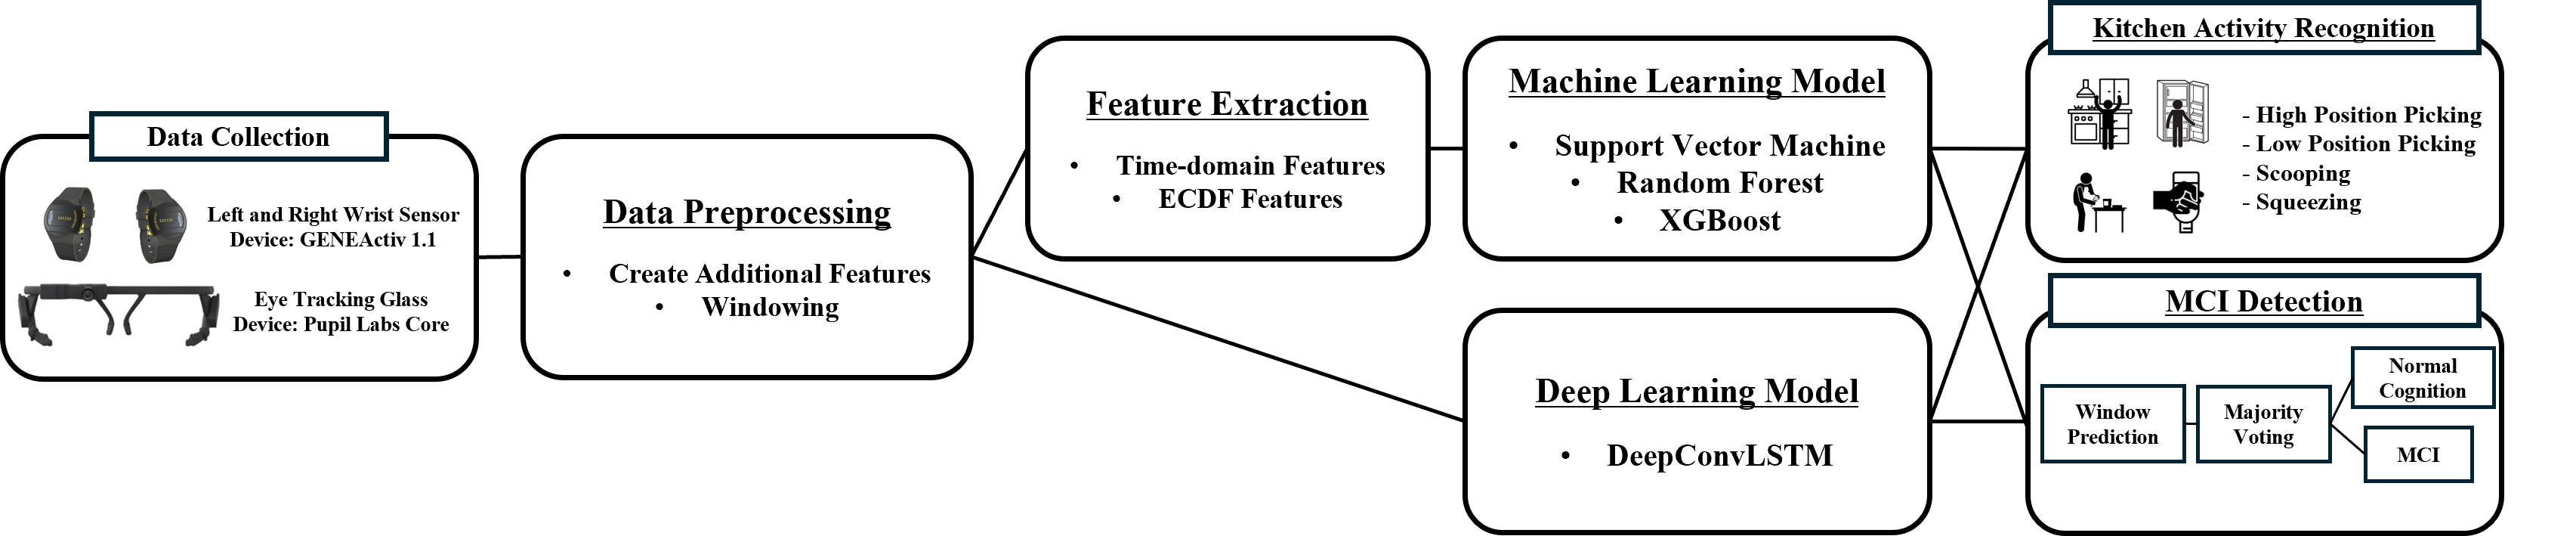 Data Collection
Left and Right Wrist Sensor
Device: GENEActiv 1.1
Eye Tracking Glass
Device: Pupil Labs Core
Data Preprocessing
• Create Additional Features
• Windowing
Feature Extraction
• Time-domain Features
• ECDF Features
Machine Learning Model
• Support Vector Machine
• Random Forest
• XGBoost
Deep Learning Model
• DeepConvLSTM
Kitchen Activity Recognition
- High Position Picking
- Low Position Picking
- Scooping
- Squeezing
MCI Detection
Window
Prediction
Majority
Voting
Normal
Cognition
MCI